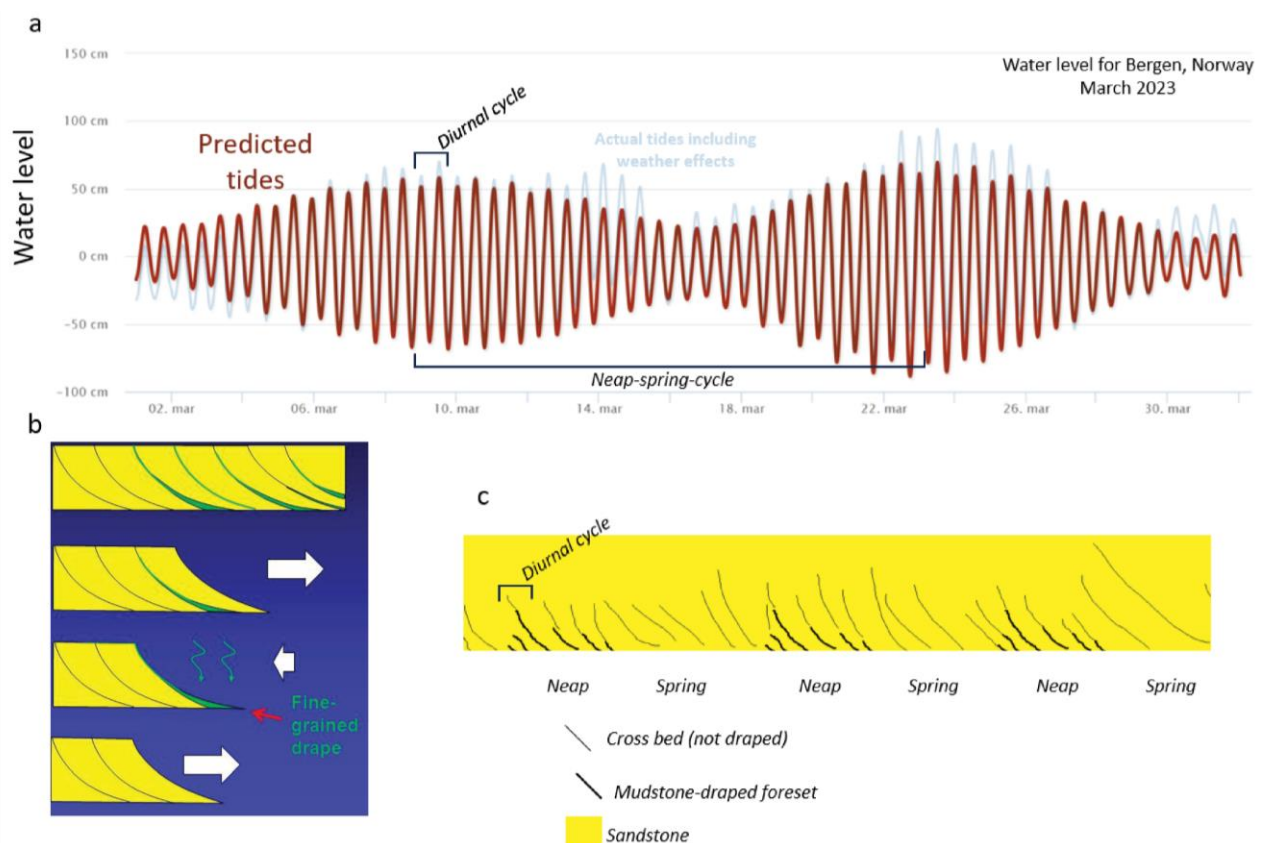 a
150 cm
100 cm
50 cm
0 cm
-50 cm
-100 cm
Water level
Water level for Bergen, Norway
March 2023
Diurnal cycle
Predicted
tides
Actual tides including
weather effects
Neap-spring-cycle
02. mar
06. mar
10. mar
14. mar
18. mar
22. mar
26. mar
30. mar
b
Fine-
grained
drape
c
Diurnal cycle
Neap
Spring
Neap
Spring
Neap
Spring
Cross bed (not draped)
Mudstone-draped foreset
Sandstone